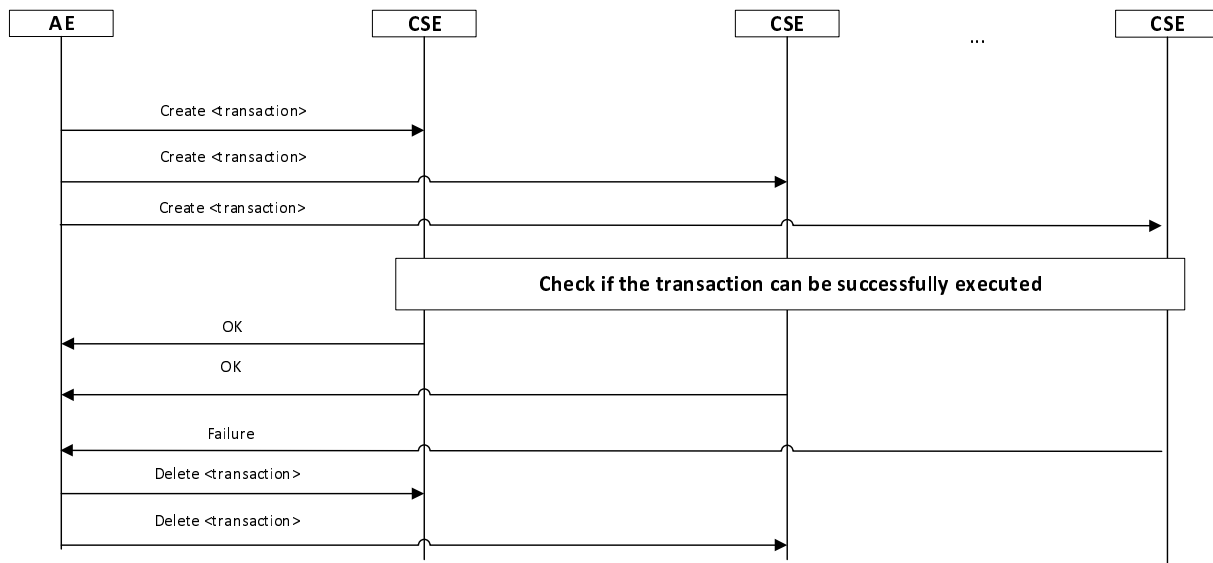 AE
CSE
CSE
...
CSE
Create <transaction>
Create <transaction>
Create <transaction>
Check if the transaction can be successfully executed
OK
OK
Failure
Delete <transaction>
Delete <transaction>